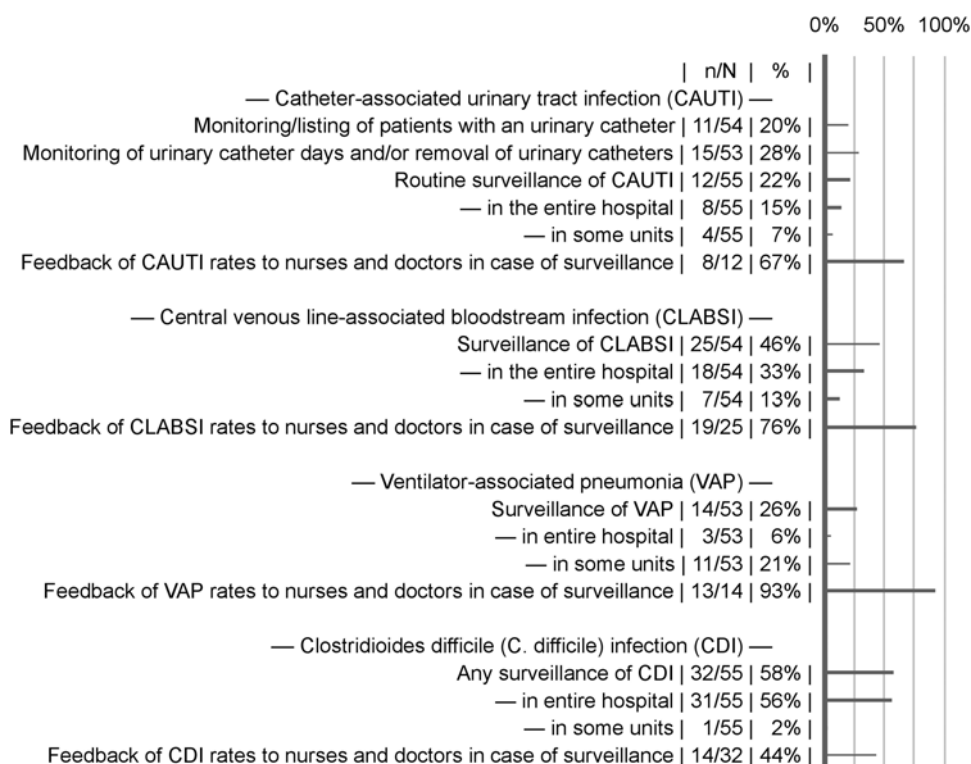 0% 50% 100%
| n/N | % |
— Catheter-associated urinary tract infection (CAUTI) —
Monitoring/listing of patients with an urinary catheter | 11/54 | 20% |
Monitoring of urinary catheter days and/or removal of urinary catheters | 15/53 | 28% |
Routine surveillance of CAUTI | 12/55 | 22% |
— in the entire hospital | 8/55 | 15% |
— in some units | 4/55 | 7% |
Feedback of CAUTI rates to nurses and doctors in case of surveillance | 8/12 | 67% |
— Central venous line-associated bloodstream infection (CLABSI) —
Surveillance of CLABSI | 25/54 | 46% |
— in the entire hospital | 18/54 | 33% |
— in some units | 7/54 | 13% |
Feedback of CLABSI rates to nurses and doctors in case of surveillance | 19/25 | 76% |
— Ventilator-associated pneumonia (VAP) —
Surveillance of VAP | 14/53 | 26% |
— in entire hospital | 3/53 | 6% |
— in some units | 11/53 | 21% |
Feedback of VAP rates to nurses and doctors in case of surveillance | 13/14 | 93% |
— Clostridioides difficile (C. difficile) infection (CDI) —
Any surveillance of CDI | 32/55 | 58% |
— in entire hospital | 31/55 | 56% |
— in some units | 1/55 | 2% |
Feedback of CDI rates to nurses and doctors in case of surveillance | 14/32 | 44% |